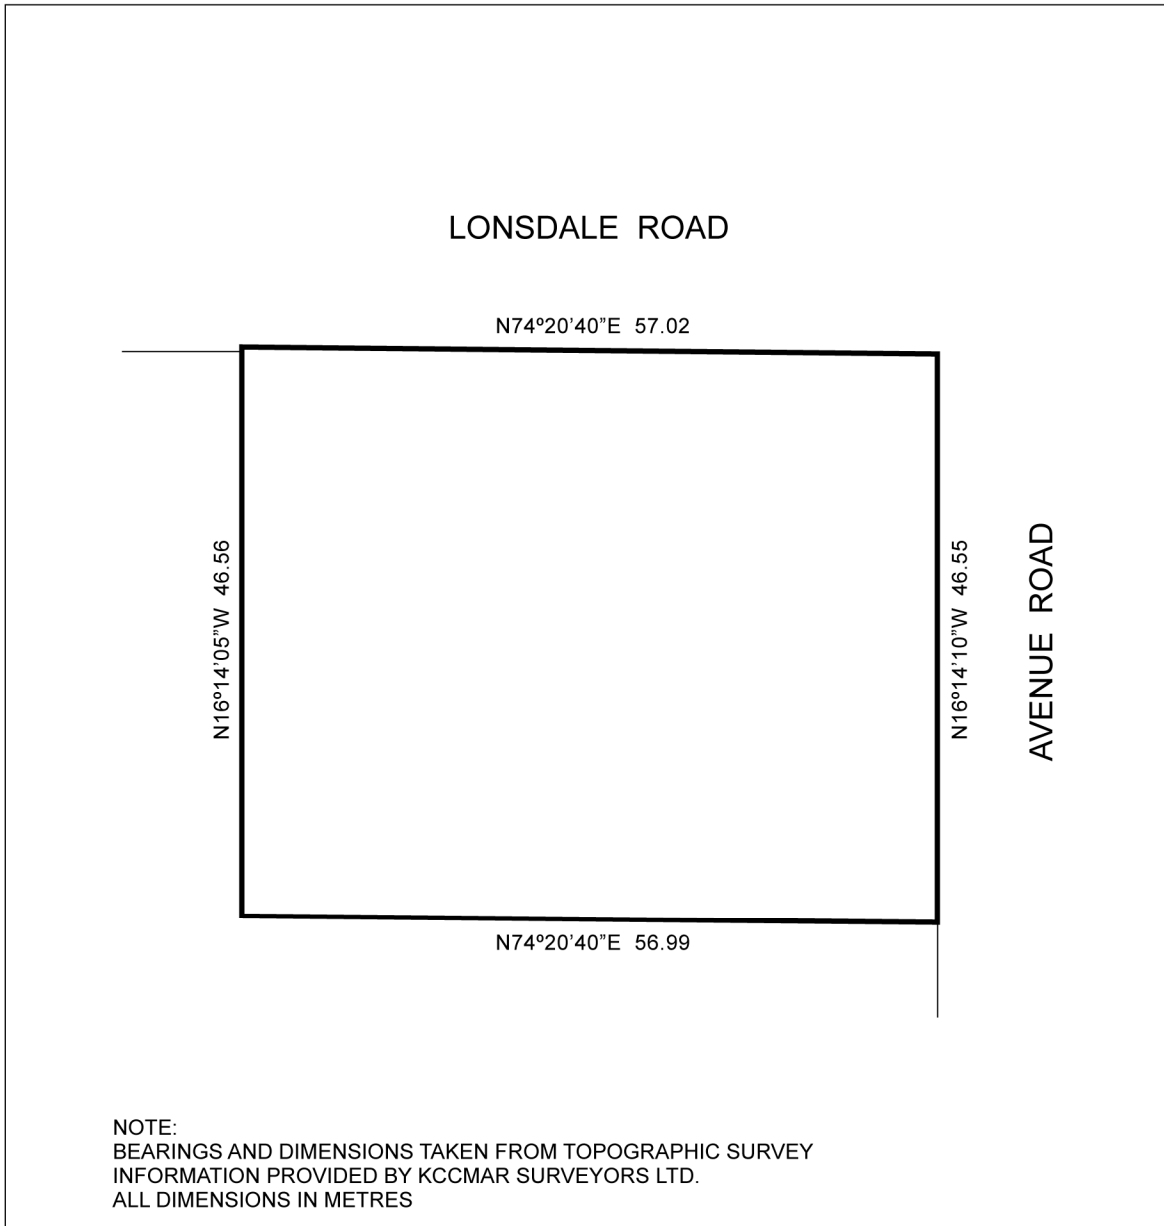 LONSDALE ROAD
N74º20'40”E 57.02
N16º14'05”W 46.56
N16º14'10”W 46.55
AVENUE ROAD
N74º20'40”E 56.99
NOTE:
BEARINGS AND DIMENSIONS TAKEN FROM TOPOGRAPHIC SURVEY
INFORMATION PROVIDED BY KCCMAR SURVEYORS LTD.
ALL DIMENSIONS IN METRES